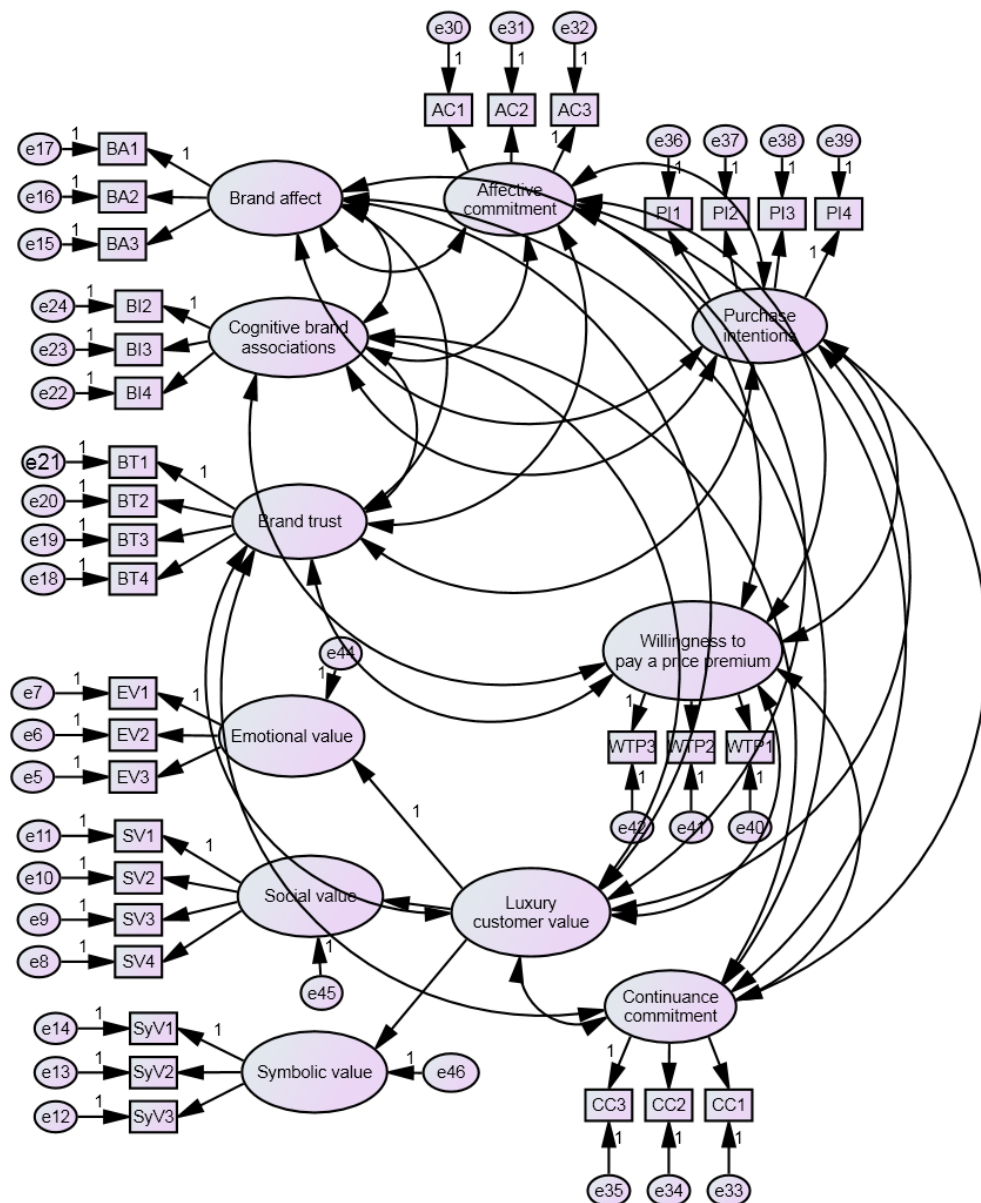 e30
e31
e32
1
1
1
AC1
AC2
AC3
1
e36
e37
e38
e39
1
1
1
1
PI1
PI2
PI3
PI4
1
e17
1
BA1
1
e16
1
BA2
e15
1
BA3
Brand affect
Affective
commitment
Purchase
intentions
e24
1
BI2
1
e23
1
BI3
e22
1
BI4
Cognitive brand
associations
e21
1
BT1
1
e20
1
BT2
e19
1
BT3
e18
1
BT4
Brand trust
Willingness to
pay a price premium
e44
1
e7
1
EV1
1
e6
1
EV2
e5
1
EV3
Emotional value
1
1
WTP3
WTP2
WTP1
1
1
1
e42
e41
e40
e11
1
SV1
1
e10
1
SV2
e9
1
SV3
e8
1
SV4
Social value
1
e45
Luxury
customer value
Continuance
commitment
e14
1
SyV1
1
e13
1
SyV2
e12
1
SyV3
Symbolic value
1
e46
1
CC3
CC2
CC1
1
1
1
e35
e34
e33